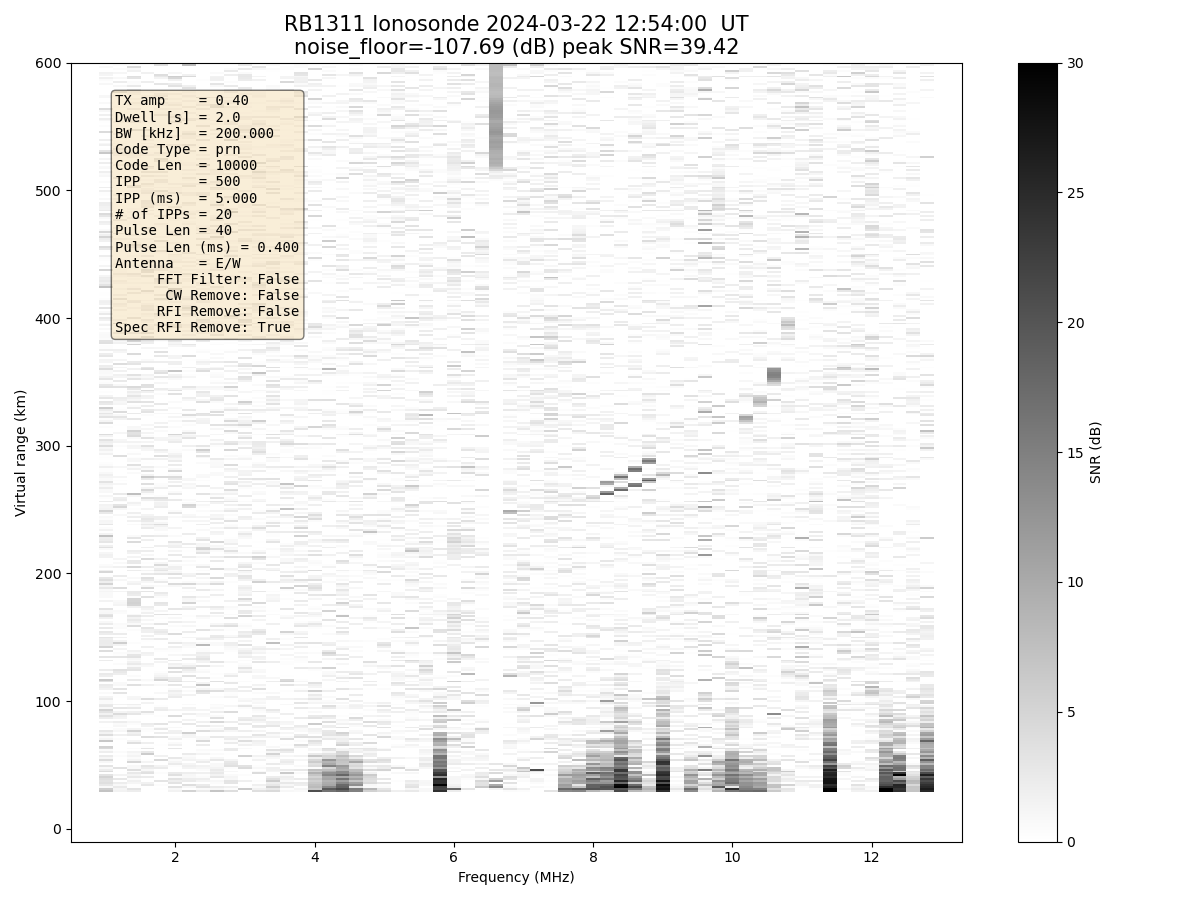 RB1311 Ionosonde 2024-03-22 12:54:00  UT
noise_floor=-107.69 (dB) peak SNR=39.42
600
500
400
300
200
100
0
Virtual range (km)
TX amp    = 0.40
Dwell [s] = 2.0
BW [kHz]  = 200.000
Code Type = prn
Code Len  = 10000
IPP       = 500
IPP (ms)  = 5.000
# of IPPs = 20
Pulse Len = 40
Pulse Len (ms) = 0.400
Antenna   = E/W
FFT Filter: False
CW Remove: False
RFI Remove: False
Spec RFI Remove: True
2 4 6 8 10 12
Frequency (MHz)
30
25
20
15
10
5
0
SNR (dB)